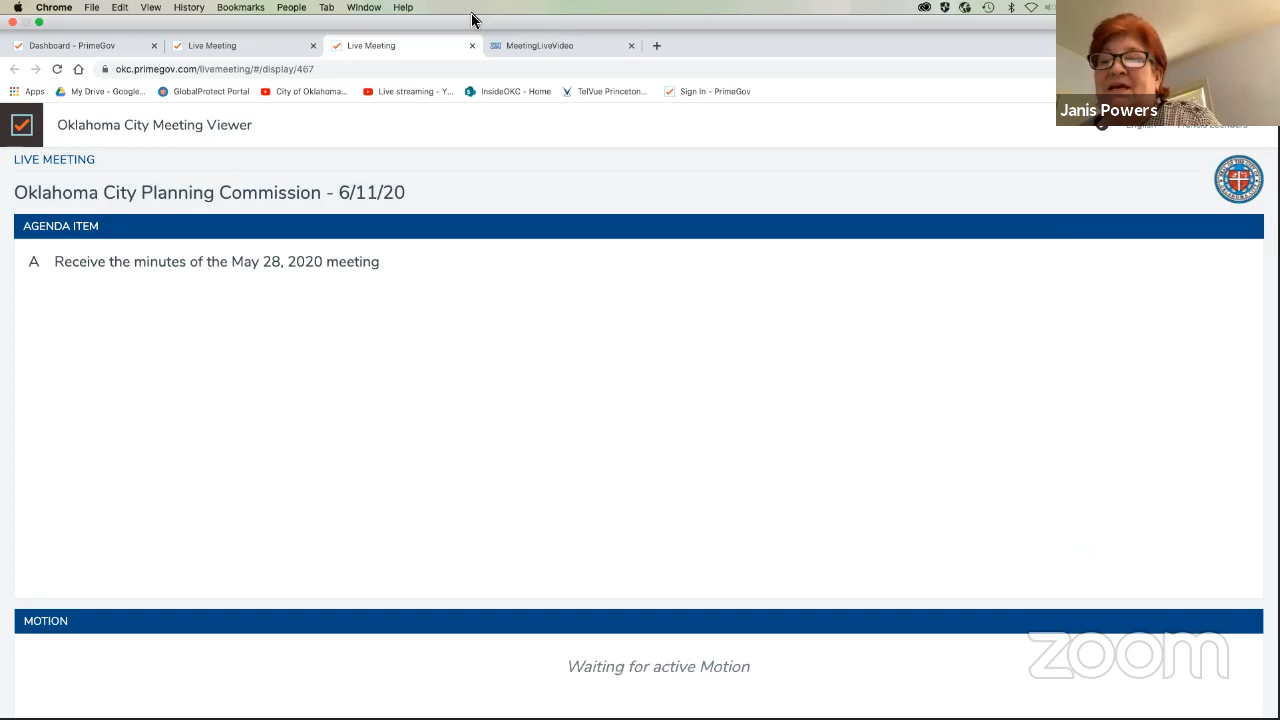 Chrome File Edit View History Bookmarks People Tab Window Help
Dashboard - PrimeGov Live Meeting Live Meeting MeetingLiveVideo
okc.primegov.com/livemeeting/#/display/467
Apps My Drive - Google... GlobalProtect Portal City of Oklahoma... Live streaming - Y... InsideOKC - Home TelVue Princeton... Sign In - PrimeGov
Janis Powers
Oklahoma City Meeting Viewer
English
LIVE MEETING
Oklahoma City Planning Commission - 6/11/20
AGENDA ITEM
A Receive the minutes of the May 28, 2020 meeting
MOTION
Waiting for active Motion
zoom